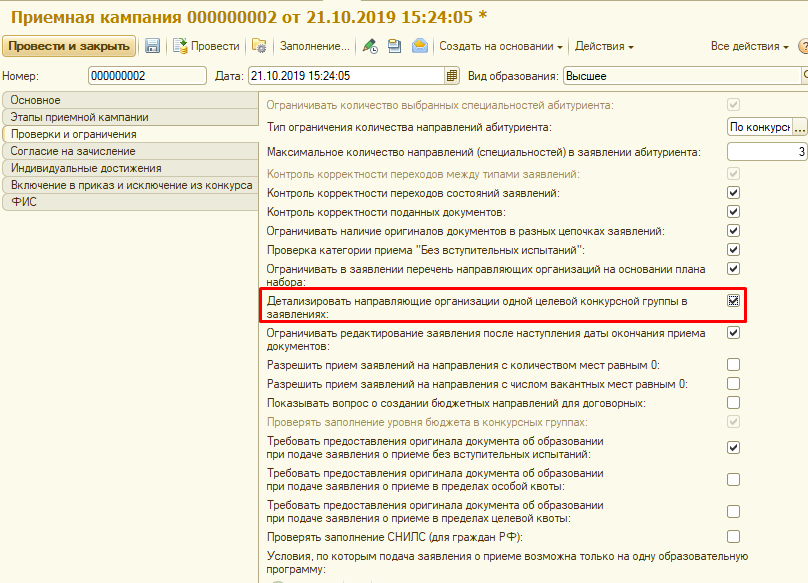 Приемная кампания 000000002 от 21.10.2019 15:24:05 *
Провести и закрыть Провести Заполнение... Создать на основании Действия Все действия
Номер: 000000002 Дата: 21.10.2019 15:24:05 Вид образования: Высшее
Основное
Этапы приемной кампании
Проверки и ограничения
Согласие на зачисление
Индивидуальные достижения
Включение в приказ и исключение из конкурса
ФИС
Ограничивать количество выбранных специальностей абитуриента:
Тип ограничения количества направлений абитуриента: По конкурсн ...
Максимальное количество направлений (специальностей) в заявлении абитуриента: 3
Контроль корректности переходов между типами заявлений:
Контроль корректности переходов состояний заявлений:
Контроль корректности поданных документов:
Ограничивать наличие оригиналов документов в разных цепочках заявлений:
Проверка категории приема "Без вступительных испытаний":
Ограничивать в заявлении перечень направляющих организаций на основании плана
набора:
Детализировать направляющие организации одной целевой конкурсной группы в
заявлениях:
Ограничивать редактирование заявления после наступления даты окончания приема
документов:
Разрешить прием заявлений на направления с количеством мест равным 0:
Разрешить прием заявлений на направления с числом вакантных мест равным 0:
Показывать вопрос о создании бюджетных направлений для договорных:
Проверять заполнение уровня бюджета в конкурсных группах:
Требовать предоставления оригинала документа об образовании
при подаче заявления о приеме без вступительных испытаний:
Требовать предоставления оригинала документа об образовании
при подаче заявления о приеме в пределах особой квоты:
Требовать предоставления оригинала документа об образовании
при подаче заявления о приеме в пределах целевой квоты:
Проверять заполнение СНИЛС (для граждан РФ):
Условия, по которым подача заявления о приеме возможна только на одну образовательную
программу: